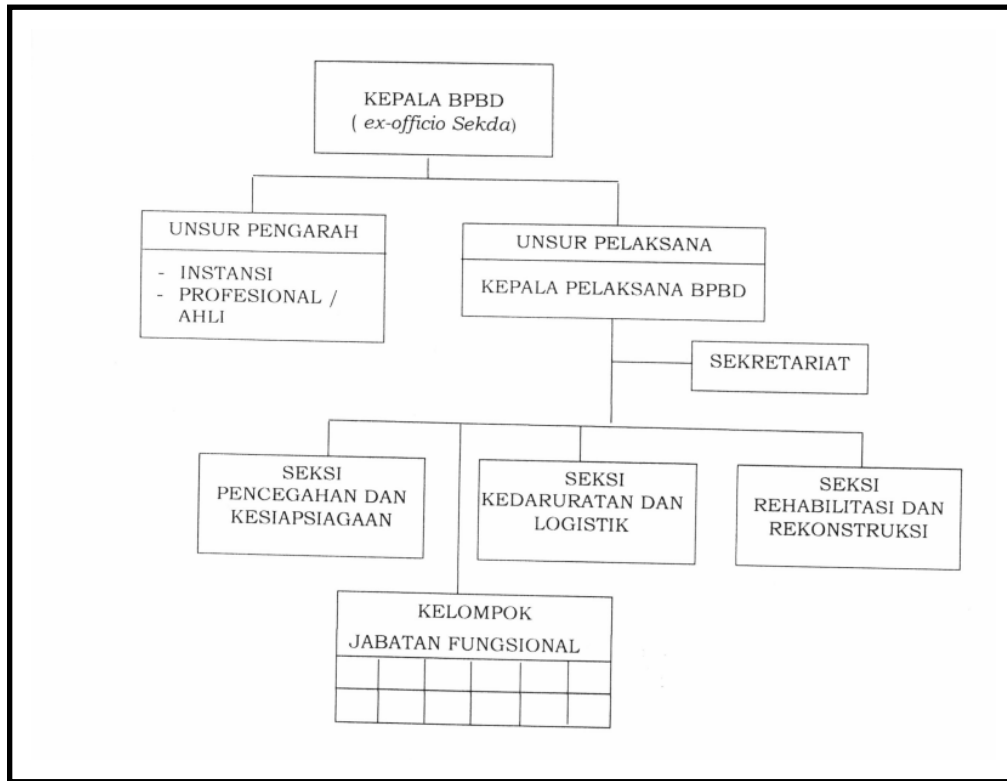 KEPALA BPBD
( ex-officio Sekda)
UNSUR PENGARAH
- INSTANSI
- PROFESIONAL /
AHLI
UNSUR PELAKSANA
KEPALA PELAKSANA BPBD
SEKRETARIAT
SEKSI
PENCEGAHAN DAN
KESIAPSIAGAAN
SEKSI
KEDARURATAN DAN
LOGISTIK
SEKSI
REHABILITASI DAN
REKONSTRUKSI
KELOMPOK
JABATAN FUNGSIONAL